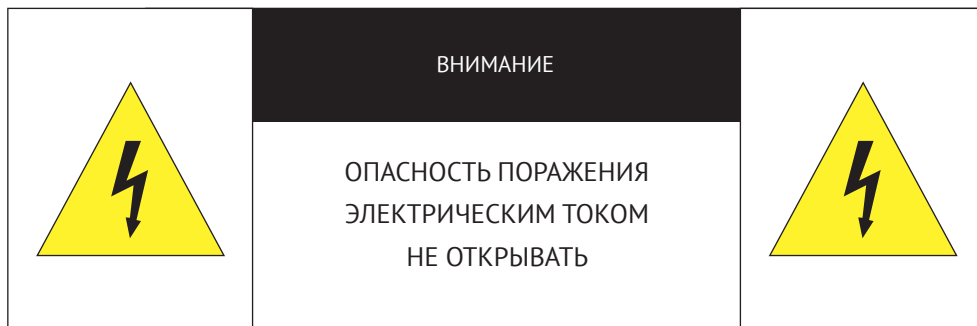 ВНИМАНИЕ
ОПАСНОСТЬ ПОРАЖЕНИЯ
ЭЛЕКТРИЧЕСКИМ ТОКОМ
НЕ ОТКРЫВАТЬ